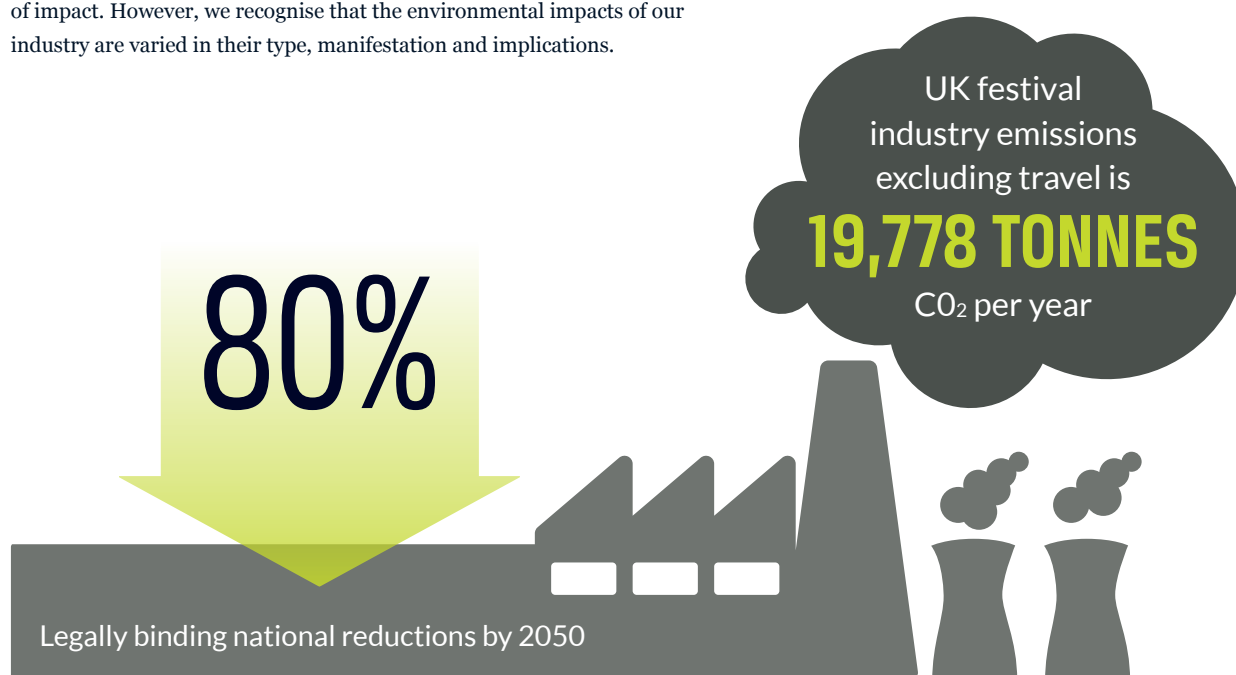 of impact. However, we recognise that the environmental impacts of our
industry are varied in their type, manifestation and implications.
UK festival
industry emissions
excluding travel is
19,778 TONNES
C0₂ per year
80%
Legally binding national reductions by 2050